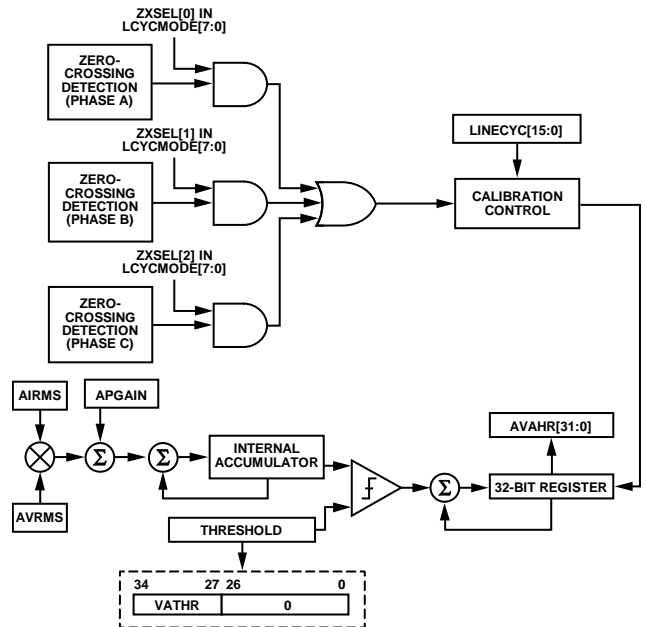 ZXSEL[0] IN
LCYCMODE[7:0]
ZERO-
CROSSING
DETECTION
(PHASE A)
ZXSEL[1] IN
LCYCMODE[7:0]
ZERO-
CROSSING
DETECTION
(PHASE B)
ZXSEL[2] IN
LCYCMODE[7:0]
ZERO-
CROSSING
DETECTION
(PHASE C)
LINECYC[15:0]
CALIBRATION
CONTROL
AIRMS
APGAIN
AVRMS
Σ
Σ
INTERNAL
ACCUMULATOR
THRESHOLD
Σ
AVAHR[31:0]
32-BIT REGISTER
34 27 26 0
VATHR 0